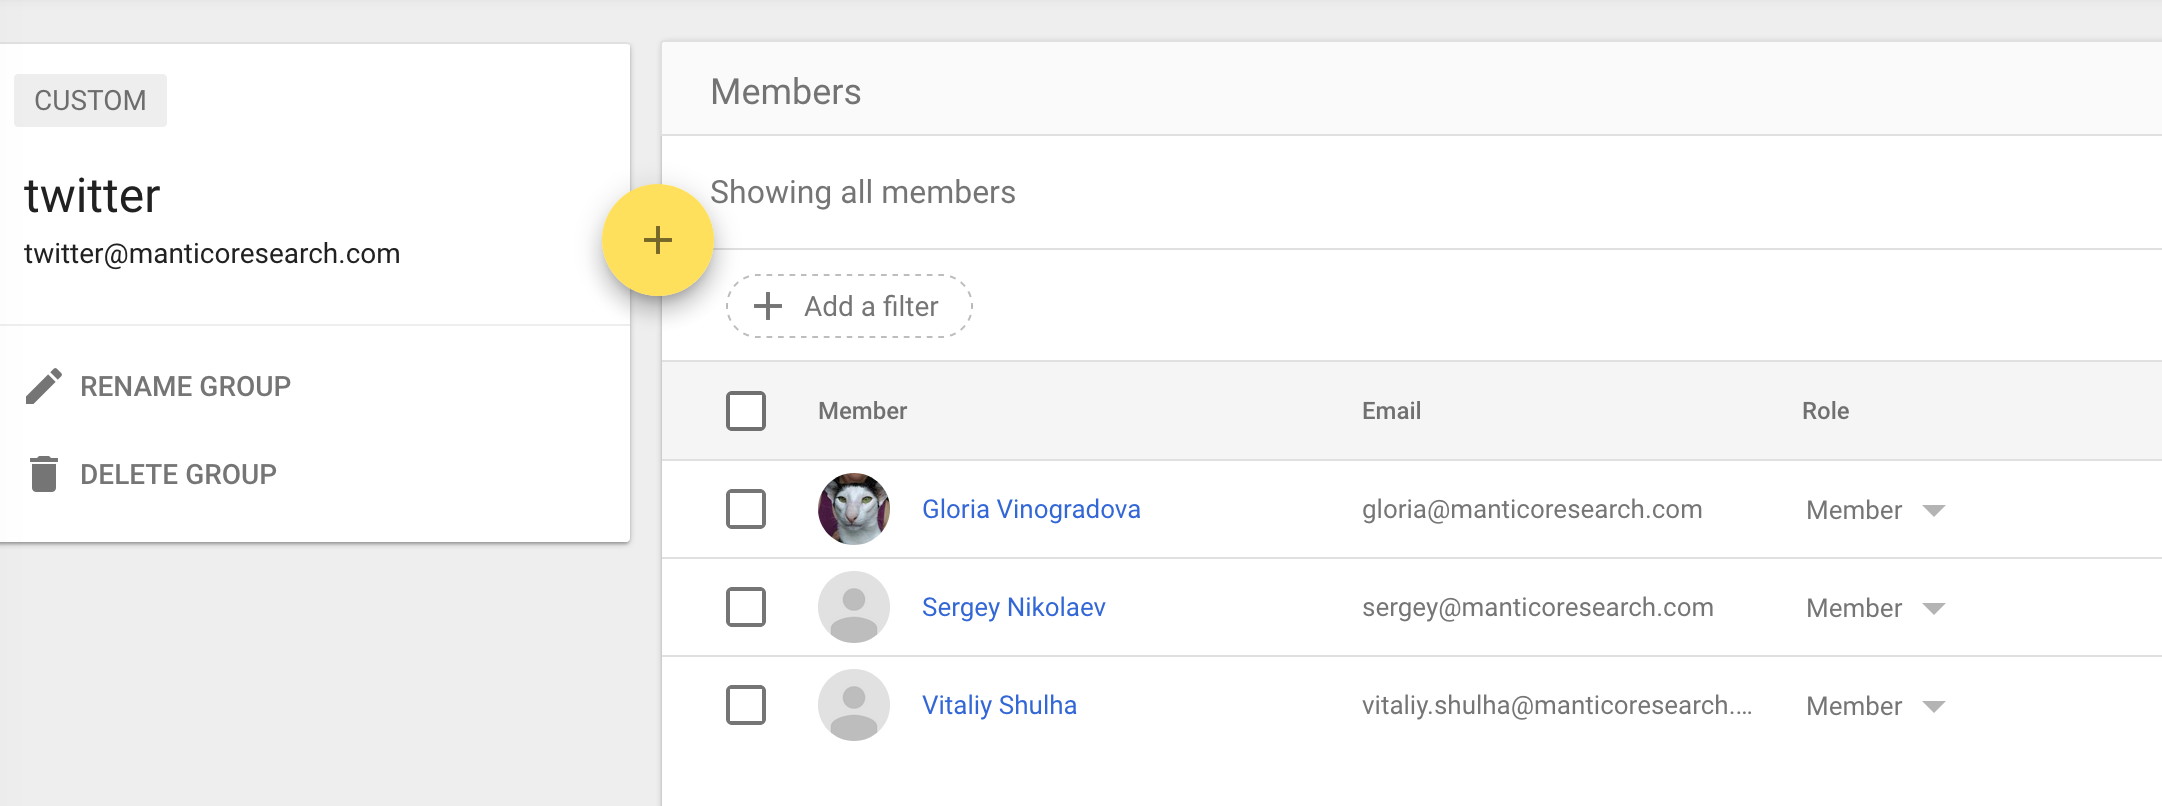 CUSTOM
twitter
twitter@manticoresearch.com
RENAME GROUP
DELETE GROUP
Members
Showing all members
Add a filter
Member Email Role
Gloria Vinogradova gloria@manticoresearch.com Member
Sergey Nikolaev sergey@manticoresearch.com Member
Vitaliy Shulha vitaliy.shulha@manticoresearch.... Member